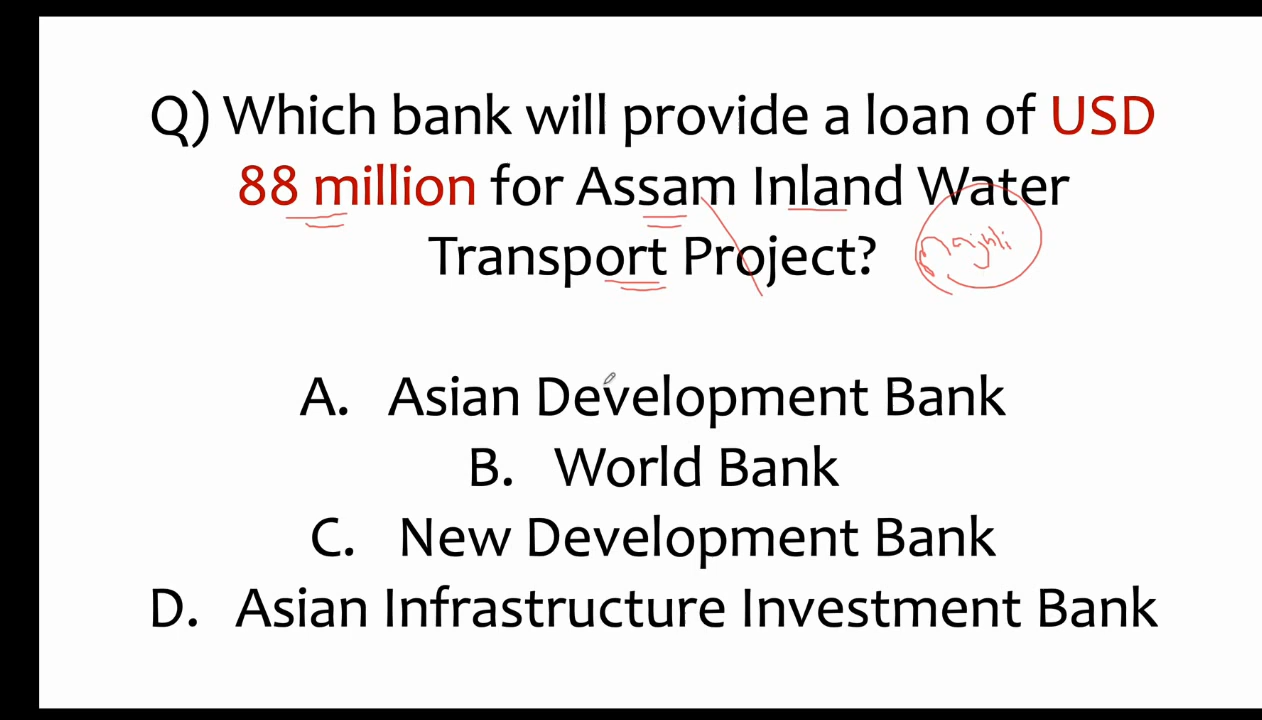 Q) Which bank will provide a loan of USD
88 million for Assam Inland Water
Transport Project?
Majuli
A. Asian Development Bank
B. World Bank
C. New Development Bank
D. Asian Infrastructure Investment Bank